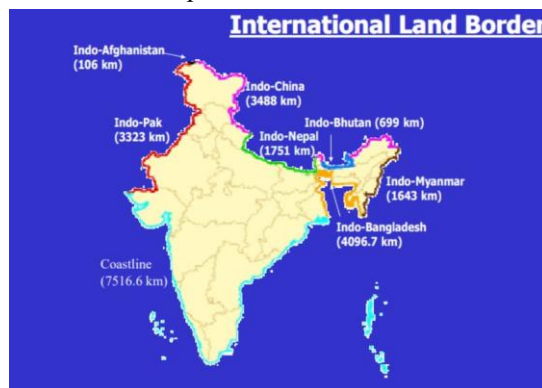 International Land Border
Indo-Afghanistan
(106 km)
Indo-China
(3488 km)
Indo-Pak
(3323 km)
Indo-Nepal
(1751 km)
Indo-Bhutan (699 km)
Indo-Myanmar
(1643 km)
Indo-Bangladesh
(4096.7 km)
Coastline
(7516.6 km)